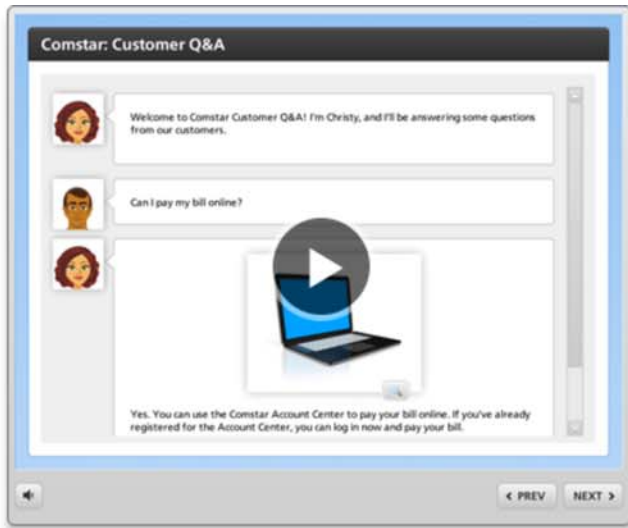 Comstar: Customer Q&A
Welcome to Comstar Customer Q&A! I'm Christy, and I'll be answering some questions
from our customers.
Can I pay my bill online?
Yes. You can use the Comstar Account Center to pay your bill online. If you've already
registered for the Account Center, you can log in now and pay your bill.
< PREV
NEXT >